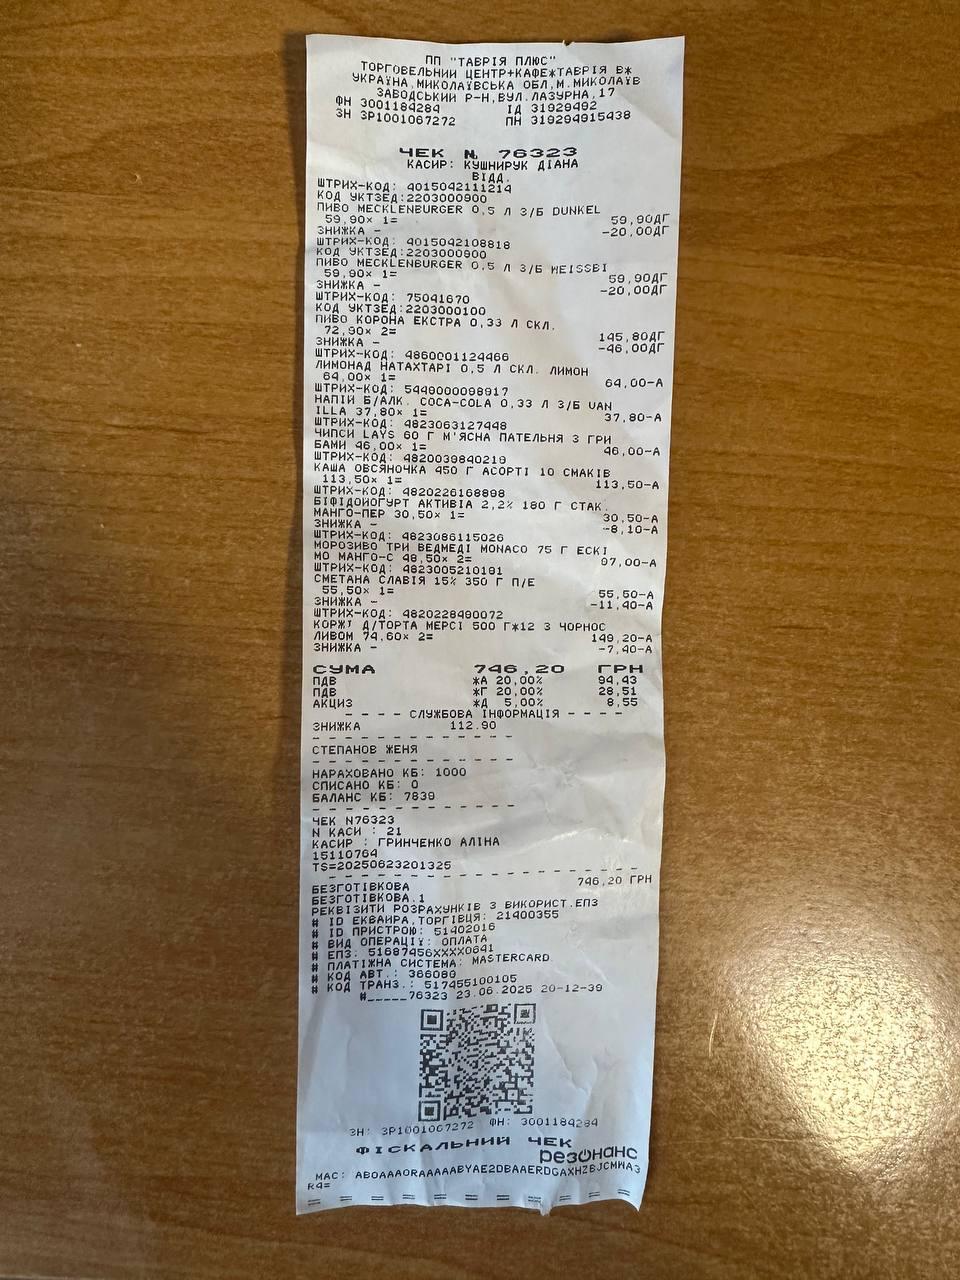 ПП "ТАВРІЯ ПЛЮС"
ТОРГОВЕЛЬНИЙ ЦЕНТР+КАФЕ*ТАВРІЯ В*
УКРАЇНА,МИКОЛАЇВСЬКА ОБЛ,М.МИКОЛАЇВ
ЗАВОДСЬКИЙ Р-Н,ВУЛ.ЛАЗУРНА,17
ФН 3001184284 ІД 31929492
ЗН ЗР1001067272 ПН 319294915438
ЧЕК № 76323
КАСИР: КУШНИРУК ДІАНА
ВІДД.
ШТРИХ-КОД: 4015042111214
КОД УКТЗЕД:2203000900
ПИВО MECKLENBURGER 0,5 Л З/Б DUNKEL
59,90× 1= 59,90ДГ
ЗНИЖКА - -20,00ДГ
ШТРИХ-КОД: 4015042108818
КОД УКТЗЕД:2203000900
ПИВО MECKLENBURGER 0,5 Л З/Б WEISSBI
59,90× 1= 59,90ДГ
ЗНИЖКА - -20,00ДГ
ШТРИХ-КОД: 75041670
КОД УКТЗЕД:2203000100
ПИВО КОРОНА ЕКСТРА 0,33 Л СКЛ.
72,90× 2= 145,80ДГ
ЗНИЖКА - -46,00ДГ
ШТРИХ-КОД: 4860001124466
ЛИМОНАД НАТАХТАРІ 0,5 Л СКЛ. ЛИМОН
64,00× 1= 64,00-А
ШТРИХ-КОД: 5449000098917
НАПІЙ Б/АЛК. COCA-COLA 0,33 Л З/Б VAN
ILLA 37,80× 1= 37,80-А
ШТРИХ-КОД: 4823063127448
ЧИПСИ LAYS 60 Г М'ЯСНА ПАТЕЛЬНЯ З ГРИ
БАМИ 46,00× 1= 46,00-А
ШТРИХ-КОД: 4820039840219
КАША ОВСЯНОЧКА 450 Г АСОРТІ 10 СМАКІВ
113,50× 1= 113,50-А
ШТРИХ-КОД: 4820226168898
БІФІДОЙОГУРТ АКТИВІА 2,2% 180 Г СТАК.
МАНГО-ПЕР 30,50× 1= 30,50-А
ЗНИЖКА - -8,10-А
ШТРИХ-КОД: 4823086115026
МОРОЗИВО ТРИ ВЕДМЕДІ MONACO 75 Г ЕСКІ
МО МАНГО-С 48,50× 2= 97,00-А
ШТРИХ-КОД: 4823005210191
СМЕТАНА СЛАВІЯ 15% 350 Г П/Е
55,50× 1= 55,50-А
ЗНИЖКА - -11,40-А
ШТРИХ-КОД: 4820228490072
КОРЖІ Д/ТОРТА МЕРСІ 500 Г*12 З ЧОРНОС
ЛИВОМ 74,60× 2= 149,20-А
ЗНИЖКА - -7,40-А
СУМА 746,20 ГРН
ПДВ *А 20,00% 94,43
ПДВ *Г 20,00% 28,51
АКЦИЗ *Д 5,00% 8,55
- - - - СЛУЖБОВА ІНФОРМАЦІЯ - - - -
ЗНИЖКА 112.90
- - - - - - - - - - - - -
СТЕПАНОВ ЖЕНЯ
- - - - - - - - - - - - -
НАРАХОВАНО КБ: 1000
СПИСАНО КБ: 0
БАЛАНС КБ: 7839
- - - - - - - - - - - - -
ЧЕК N76323
N КАСИ : 21
КАСИР : ГРИНЧЕНКО АЛІНА
15110764
TS=20250623201325
БЕЗГОТІВКОВА 746,20 ГРН
БЕЗГОТІВКОВА.1
РЕКВІЗИТИ РОЗРАХУНКІВ З ВИКОРИСТ.ЕПЗ
# ID ЕКВАЙРА,ТОРГІВЦЯ: 21400355
# ID ПРИСТРОЮ: 51402016
# ВИД ОПЕРАЦІЇ: ОПЛАТА
# ЕПЗ: 51687456XXXX0641
# ПЛАТІЖНА СИСТЕМА: MASTERCARD
# КОД АВТ.: 366080
# КОД ТРАНЗ.: 517455100105
#_____76323 23.06.2025 20-12-39
ЗН: ЗР1001067272 ФН: 3001184284
ФІСКАЛЬНИЙ ЧЕК
резонанс